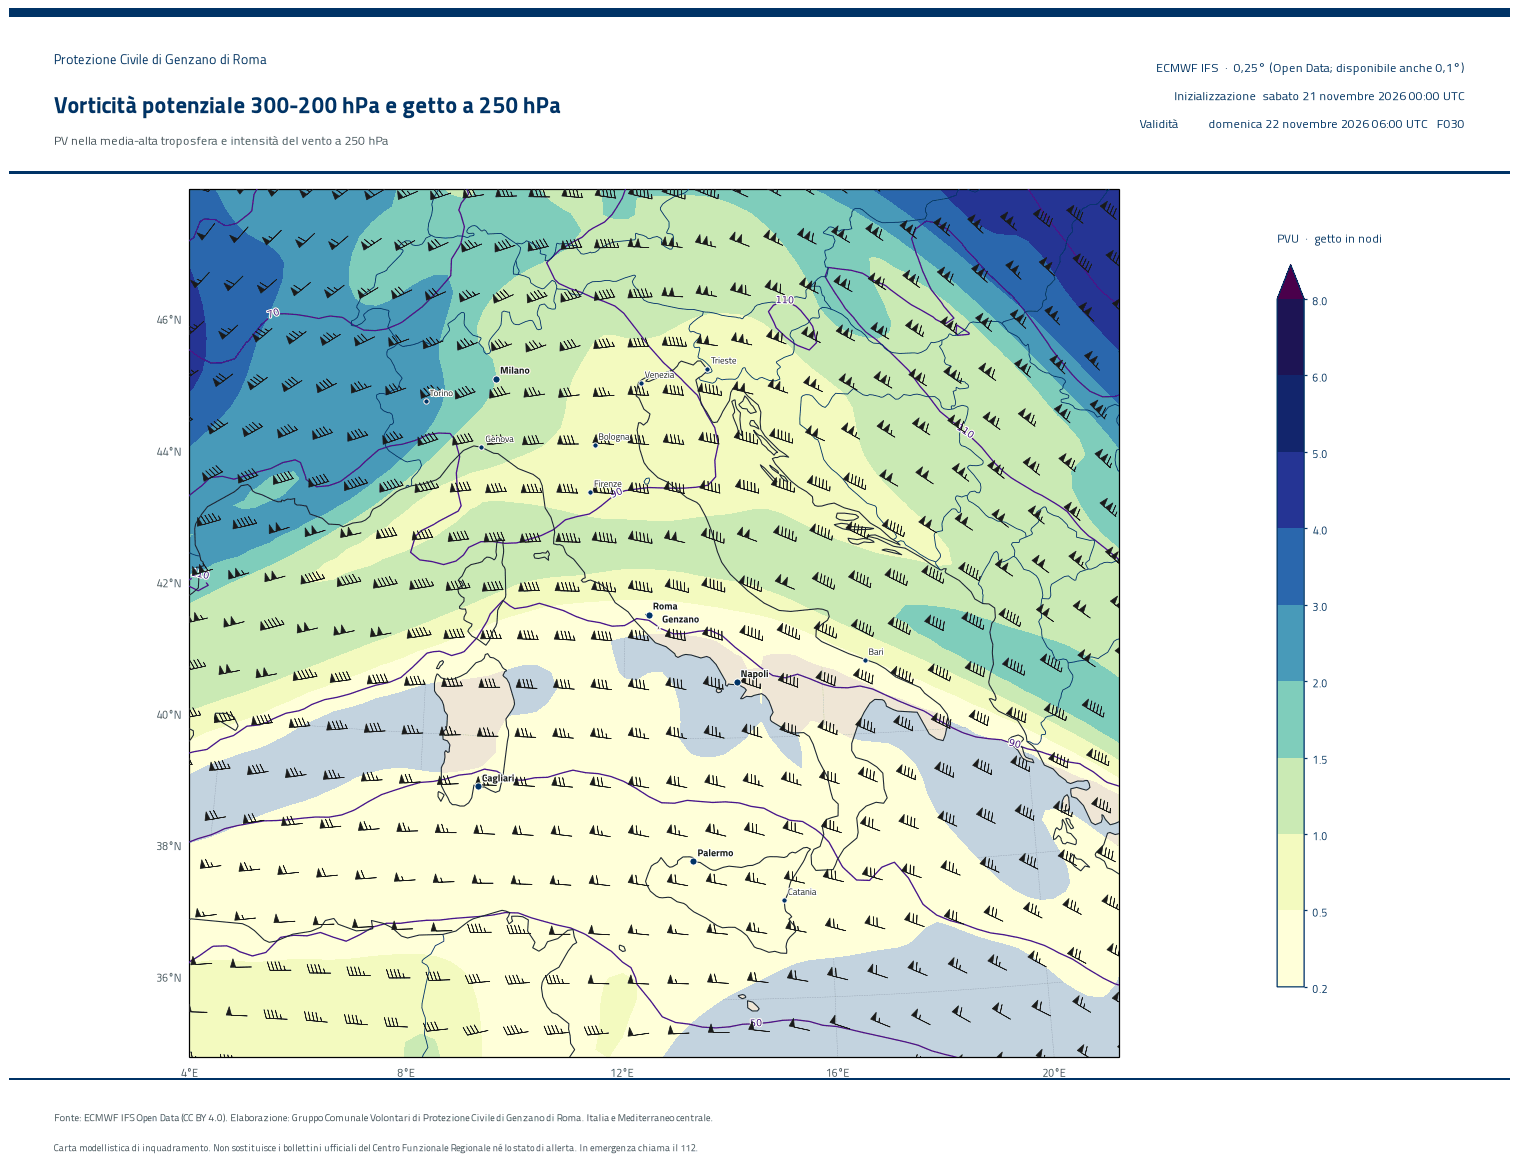 Protezione Civile di Genzano di Roma
Vorticità potenziale 300-200 hPa e getto a 250 hPa
PV nella media-alta troposfera e intensità del vento a 250 hPa
ECMWF IFS · 0,25° (Open Data; disponibile anche 0,1°)
Inizializzazione sabato 21 novembre 2026 00:00 UTC
Validità domenica 22 novembre 2026 06:00 UTC F030
PVU · getto in nodi
8.0
6.0
5.0
4.0
3.0
2.0
1.5
1.0
0.5
0.2
46°N
44°N
42°N
40°N
38°N
36°N
4°E
8°E
12°E
16°E
20°E
70
110
Trieste
Venezia
Milano
Torino
110
Genova
Bologna
Firenze
90
Roma
Genzano
Bari
Napoli
90
Cagliari
Palermo
Catania
Fonte: ECMWF IFS Open Data (CC BY 4.0). Elaborazione: Gruppo Comunale Volontari di Protezione Civile di Genzano di Roma. Italia e Mediterraneo centrale.
Carta modellistica di inquadramento. Non sostituisce i bollettini ufficiali del Centro Funzionale Regionale né lo stato di allerta. In emergenza chiama il 112.